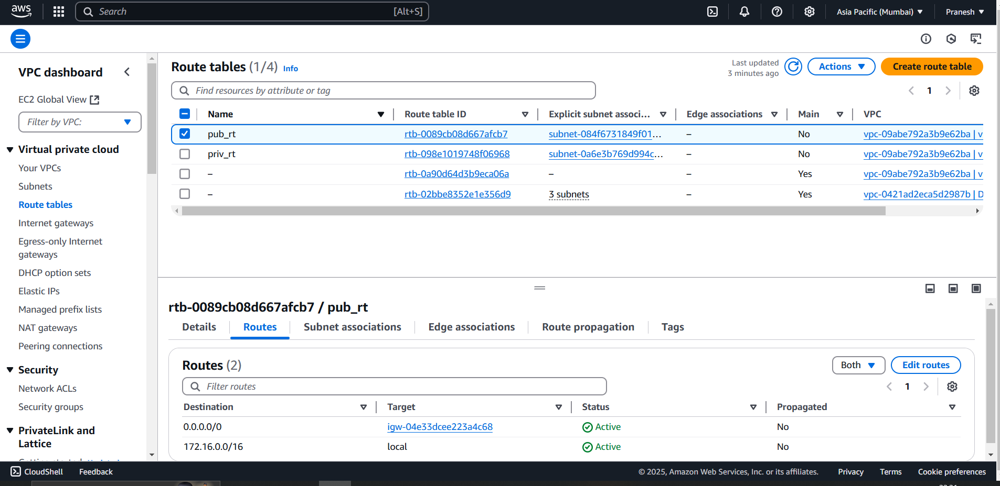 aws
Search [Alt+S]
Asia Pacific (Mumbai)
Pranesh
VPC dashboard
EC2 Global View
Filter by VPC:
Virtual private cloud
Your VPCs
Subnets
Route tables
Internet gateways
Egress-only Internet
gateways
DHCP option sets
Elastic IPs
Managed prefix lists
NAT gateways
Peering connections
Security
Network ACLs
Security groups
PrivateLink and
Lattice
Route tables (1/4) Info
Last updated
3 minutes ago
Actions
Create route table
Find resources by attribute or tag
1
Name Route table ID Explicit subnet associ... Edge associations Main VPC
pub_rt rtb-0089cb08d667afcb7 subnet-084f6731849f01... – No vpc-09abe792a3b9e62ba | v
priv_rt rtb-098e1019748f06968 subnet-0a6e3b769d994c... – No vpc-09abe792a3b9e62ba | v
– rtb-0a90d64d3b9eca06a – – Yes vpc-09abe792a3b9e62ba | v
– rtb-02bbe8352e1e356d9 3 subnets – Yes vpc-0421ad2eca5d2987b | D
rtb-0089cb08d667afcb7 / pub_rt
Details Routes Subnet associations Edge associations Route propagation Tags
Routes (2)
Both
Edit routes
Filter routes
1
Destination Target Status Propagated
0.0.0.0/0 igw-04e33dcee223a4c68 Active No
172.16.0.0/16 local Active No
CloudShell Feedback
© 2025, Amazon Web Services, Inc. or its affiliates. Privacy Terms Cookie preferences